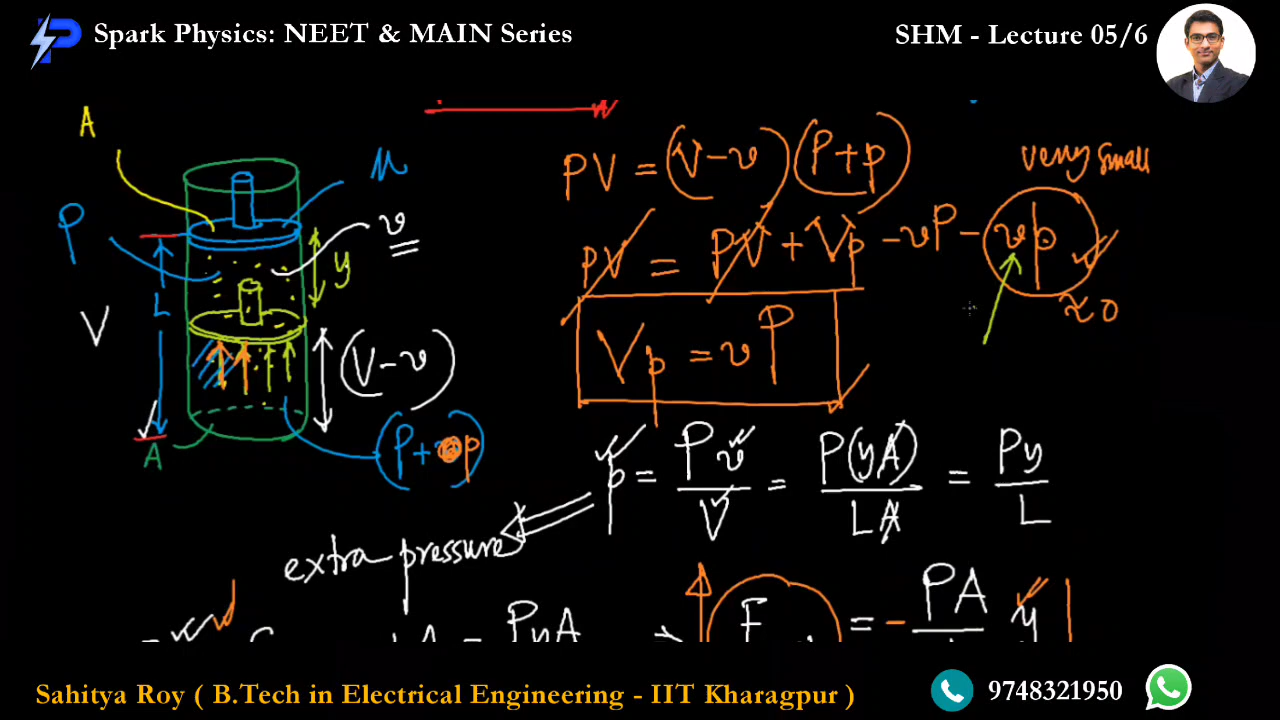 Spark Physics: NEET & MAIN Series
SHM - Lecture 05/6
A
M
P
v
L
y
V
(V-v)
A
(P+p)
PV = (V-v)(P+p)
very small
PV = PV + Vp - vP - vp
≈ 0
Vp = vP
p = Pv/V = P(yA)/LA = Py/L
extra pressure
= PyA
F = - PA y
Sahitya Roy ( B.Tech in Electrical Engineering - IIT Kharagpur )
9748321950